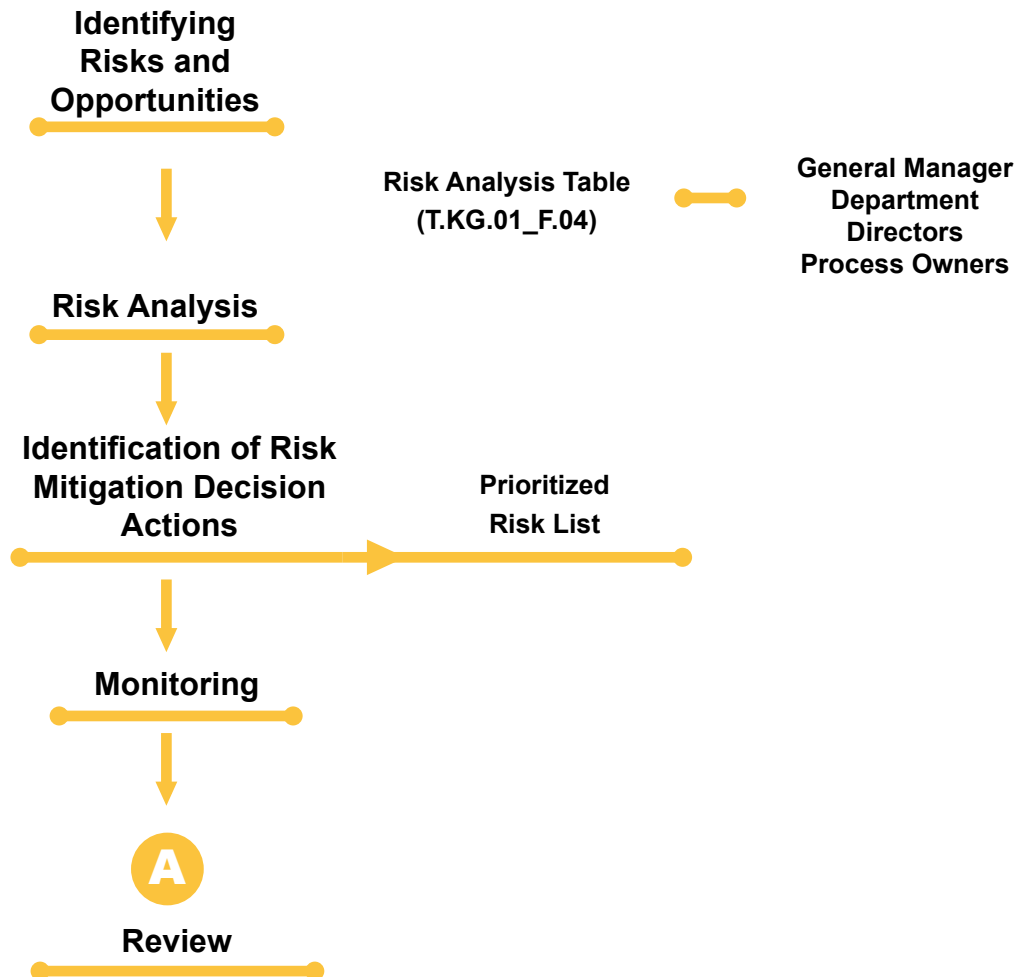 Identifying
Risks and
Opportunities
Risk Analysis Table
(T.KG.01_F.04)
General Manager
Department
Directors
Process Owners
Risk Analysis
Identification of Risk
Mitigation Decision
Actions
Prioritized
Risk List
Monitoring
A
Review